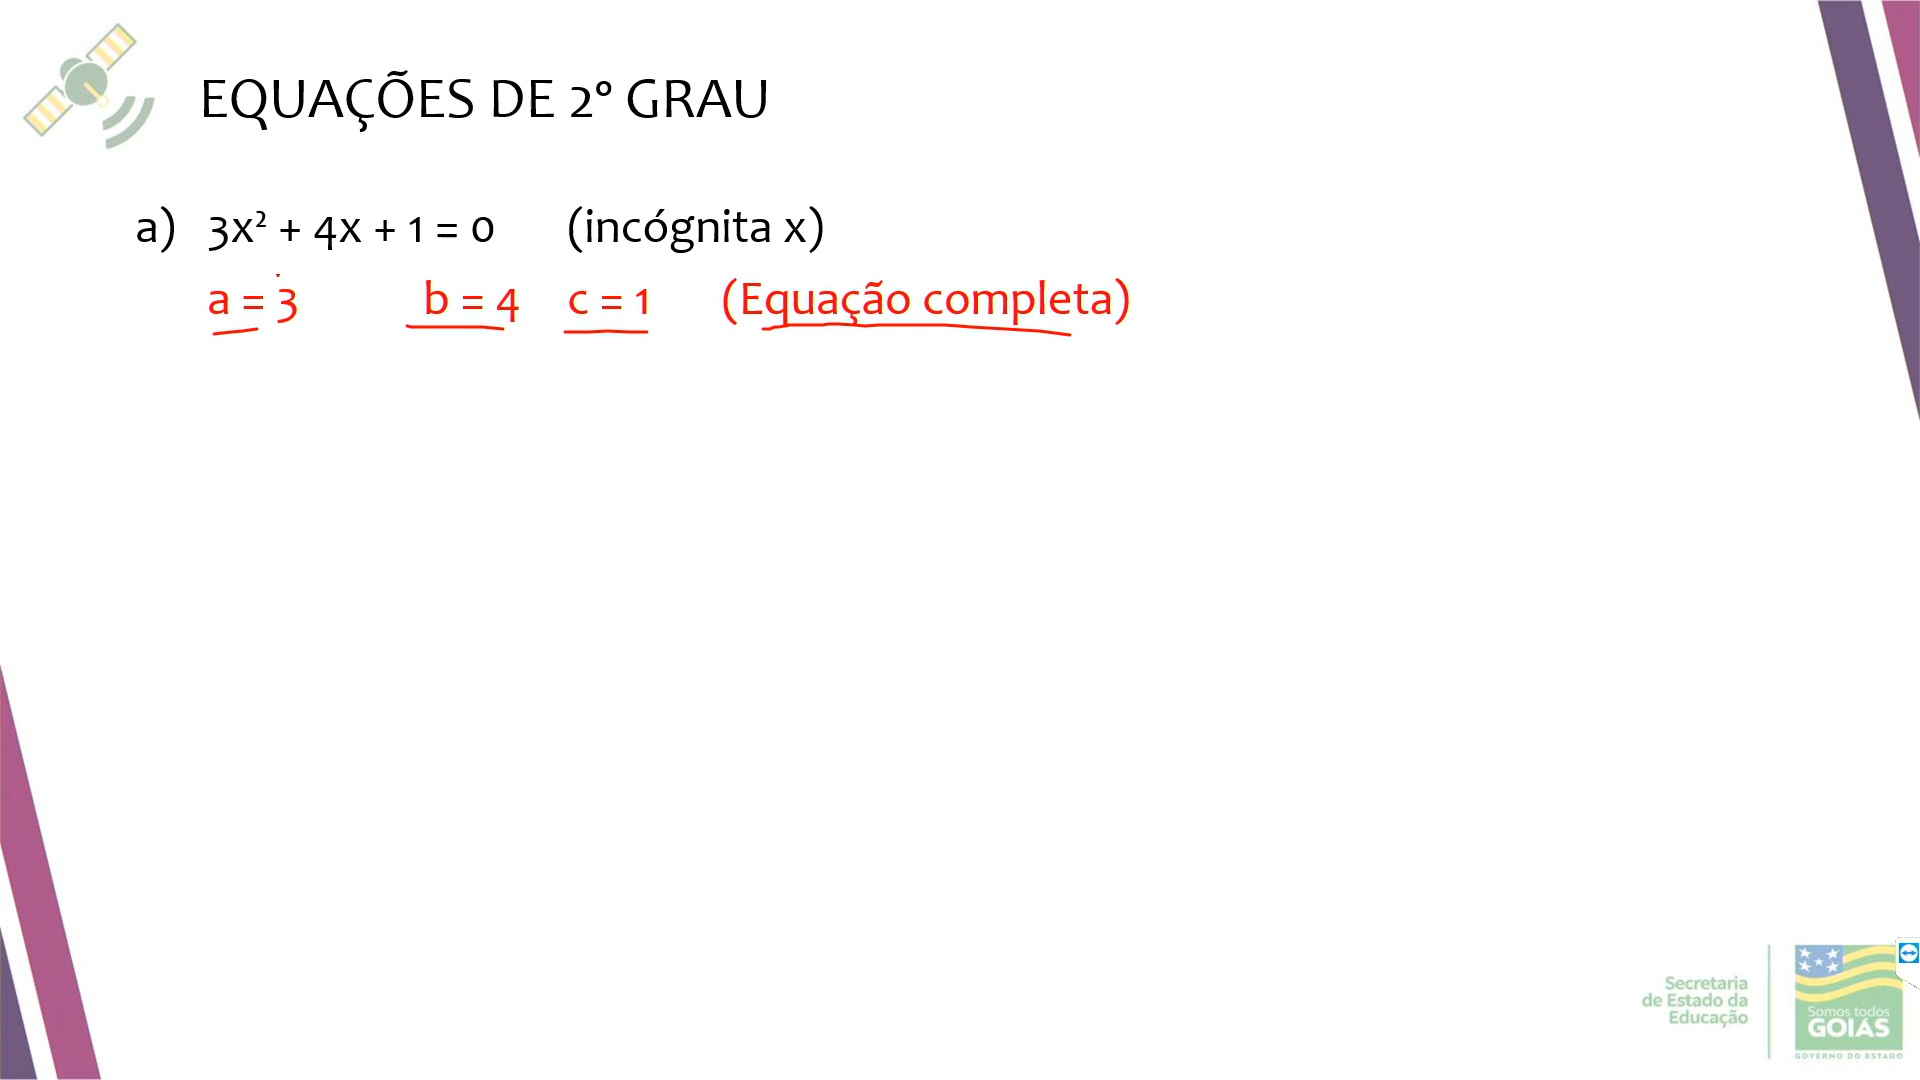 EQUAÇÕES DE 2º GRAU
a) 3x² + 4x + 1 = 0 (incógnita x)
a = 3 b = 4 c = 1 (Equação completa)
Secretaria
de Estado da
Educação
Somos todos
GOIÁS
GOVERNO DO ESTADO